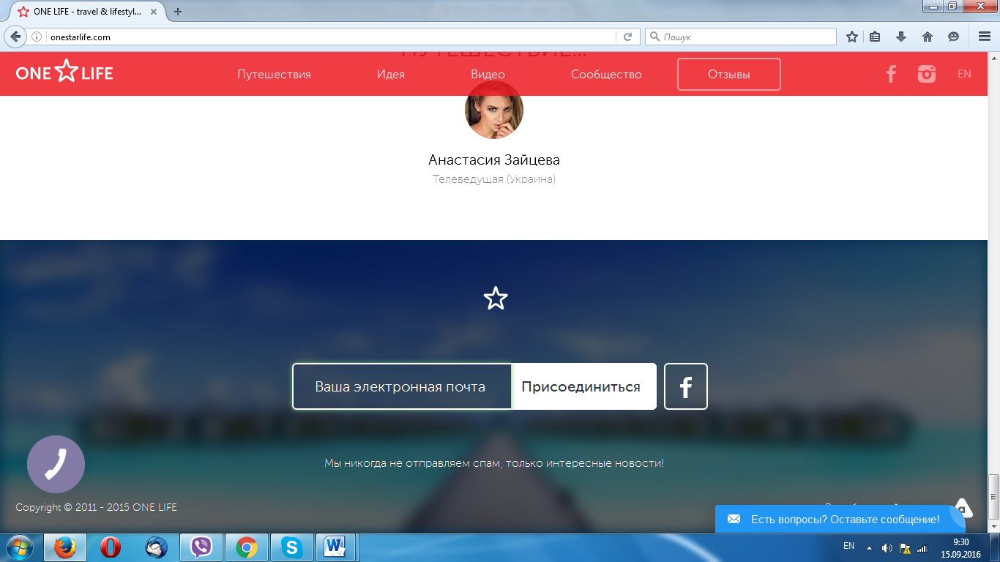 ONE LIFE - travel & lifestyl...
onestarlife.com
Пошук
ПУТЕШЕСТВИЕ...
ONE LIFE
Путешествия
Идея
Видео
Сообщество
Отзывы
EN
Анастасия Зайцева
Телеведущая (Украина)
Ваша электронная почта
Присоединиться
Мы никогда не отправляем спам, только интересные новости!
Copyright © 2011 - 2015 ONE LIFE
Есть вопросы? Оставьте сообщение!
EN
9:30
15.09.2016